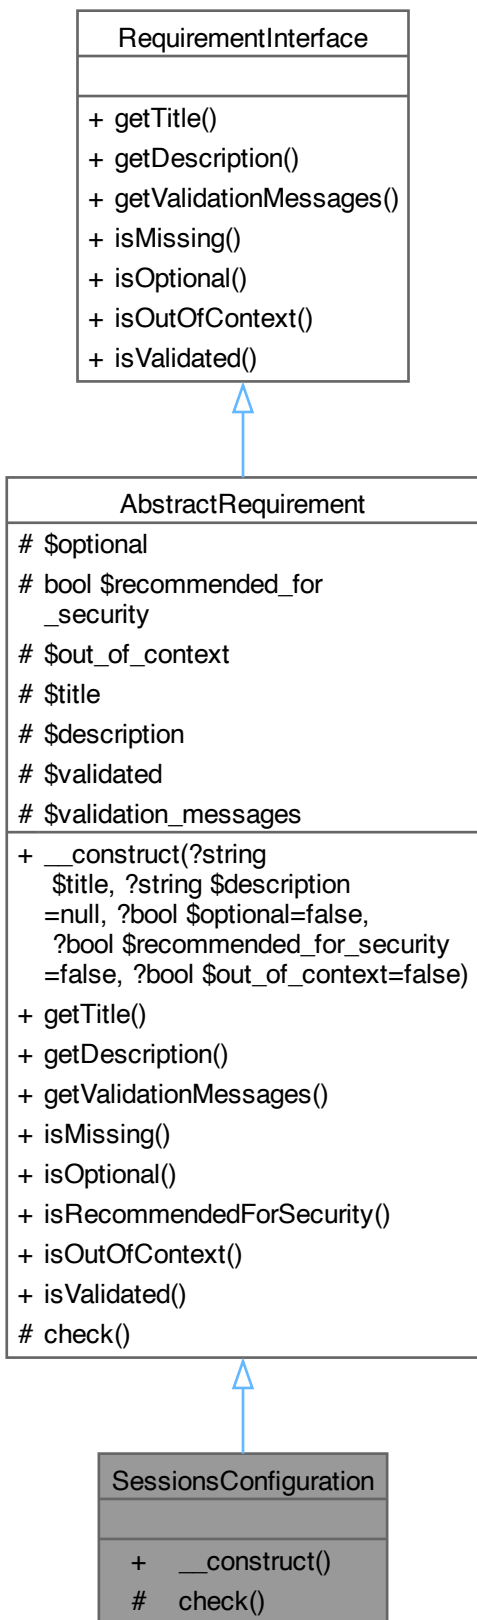 RequirementInterface
+ getTitle()
+ getDescription()
+ getValidationMessages()
+ isMissing()
+ isOptional()
+ isOutOfContext()
+ isValidated()
AbstractRequirement
# $optional
# bool $recommended_for
_security
# $out_of_context
# $title
# $description
# $validated
# $validation_messages
+ __construct(?string
$title, ?string $description
=null, ?bool $optional=false,
?bool $recommended_for_security
=false, ?bool $out_of_context=false)
+ getTitle()
+ getDescription()
+ getValidationMessages()
+ isMissing()
+ isOptional()
+ isRecommendedForSecurity()
+ isOutOfContext()
+ isValidated()
# check()
SessionsConfiguration
+ __construct()
# check()